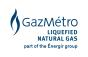 GazMétro
LIQUEFIED
NATURAL GAS
part of the Énergir group